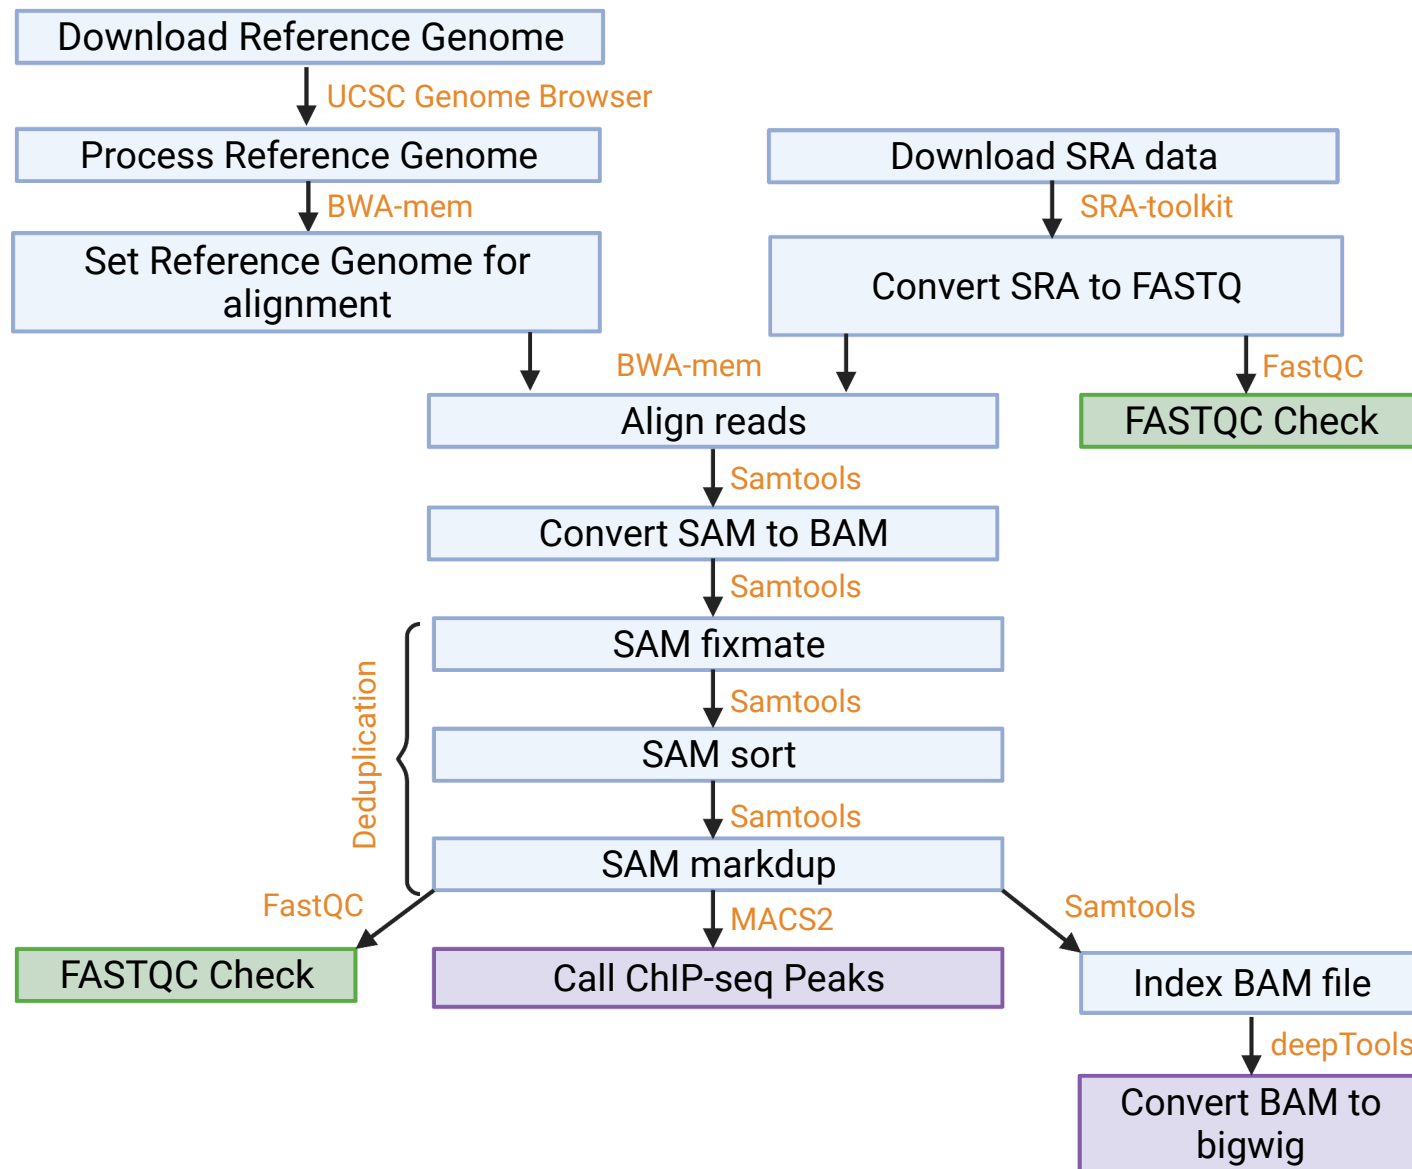 Download Reference Genome
UCSC Genome Browser
Process Reference Genome
Download SRA data
BWA-mem
SRA-toolkit
Set Reference Genome for
alignment
Convert SRA to FASTQ
BWA-mem
FastQC
Align reads
FASTQC Check
Samtools
Convert SAM to BAM
Samtools
SAM fixmate
Deduplication
Samtools
SAM sort
Samtools
SAM markdup
FastQC
MACS2
Samtools
FASTQC Check
Call ChIP-seq Peaks
Index BAM file
deepTools
Convert BAM to
bigwig